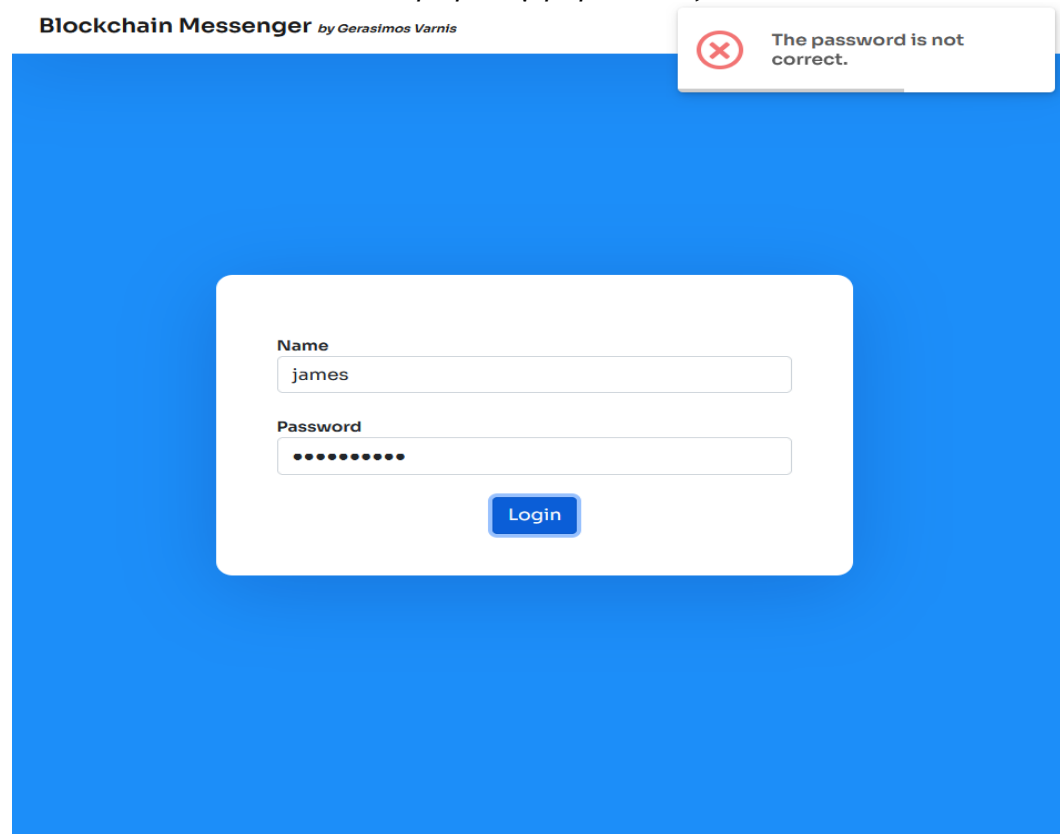 Blockchain Messenger by Gerasimos Varnis
The password is not
correct.
Name
james
Password
••••••••••
Login